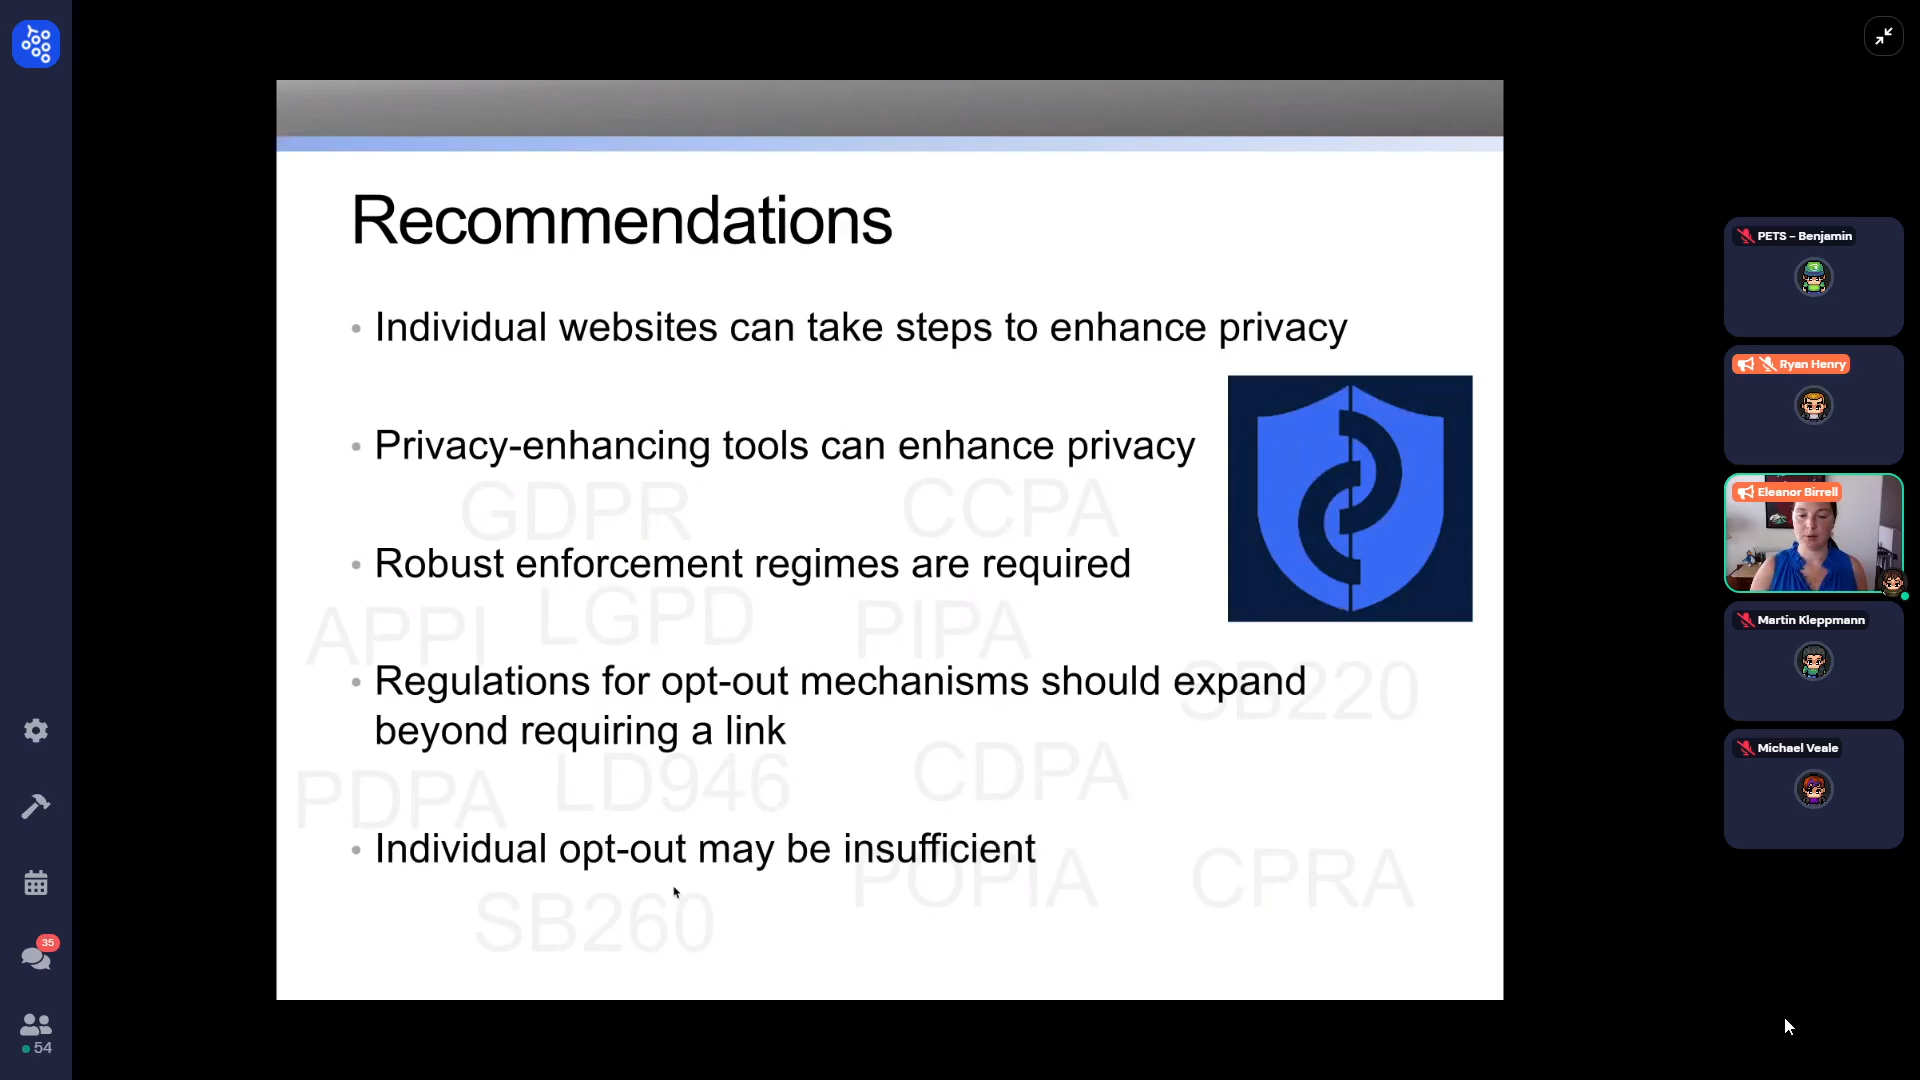 Recommendations
Individual websites can take steps to enhance privacy
Privacy-enhancing tools can enhance privacy
GDPR
CCPA
Robust enforcement regimes are required
APPI
LGPD
PIPA
Regulations for opt-out mechanisms should expand
SB220
beyond requiring a link
PDPA
LD946
CDPA
Individual opt-out may be insufficient
POPIA
CPRA
SB260
PETS – Benjamin
Ryan Henry
Eleanor Birrell
Martin Kleppmann
Michael Veale
35
54